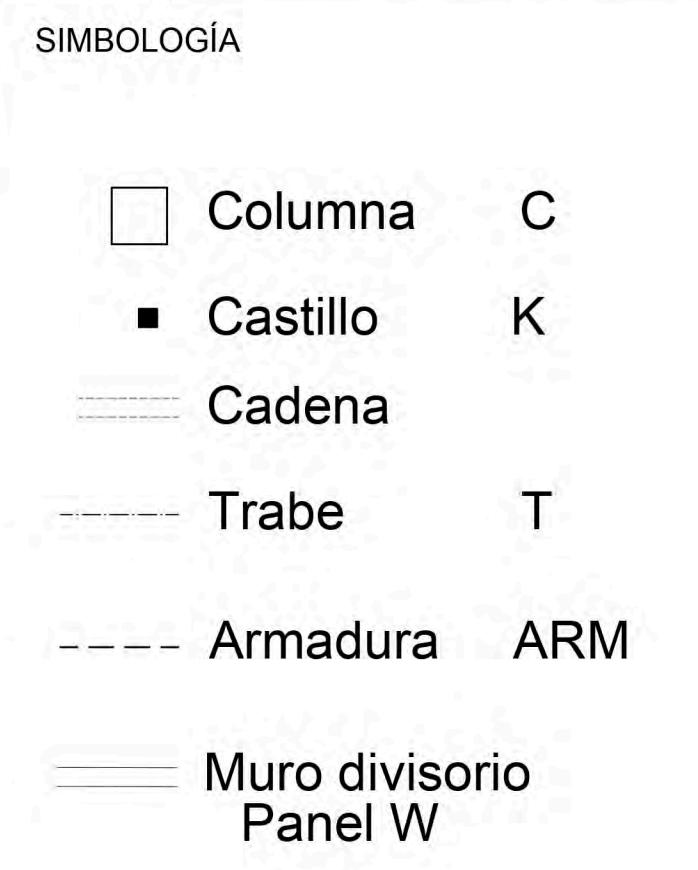 SIMBOLOGÍA
Columna C
Castillo K
Cadena
Trabe T
Armadura ARM
Muro divisorio
Panel W